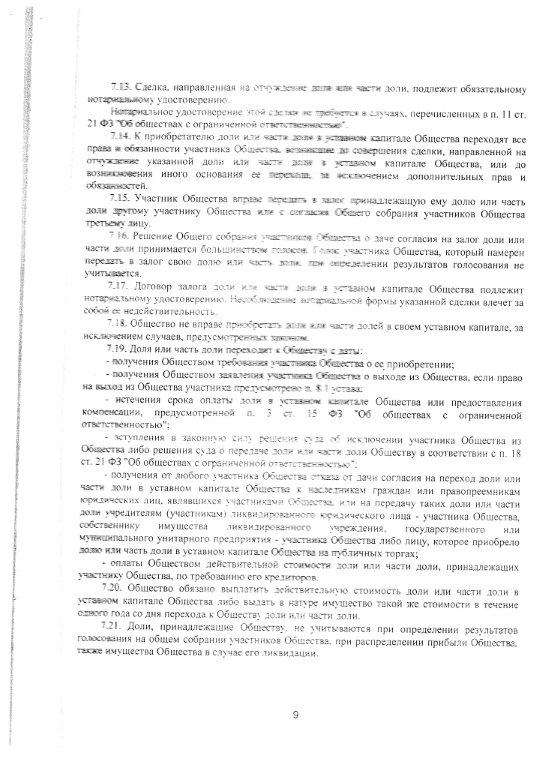 7.13. Сделка, направленная на отчуждение доли или части доли, подлежит обязательному
нотариальному удостоверению.
Нотариальное удостоверение этой сделки не требуется в случаях, перечисленных в п. 11 ст.
21 ФЗ "Об обществах с ограниченной ответственностью".
7.14. К приобретателю доли или части доли в уставном капитале Общества переходят все
права и обязанности участника Общества, возникшие до совершения сделки, направленной на
отчуждение указанной доли или части доли в уставном капитале Общества, или до
возникновения иного основания ее перехода, за исключением дополнительных прав и
обязанностей.
7.15. Участник Общества вправе передать в залог принадлежащую ему долю или часть
доли другому участнику Общества или с согласия Общего собрания участников Общества
третьему лицу.
7.16. Решение Общего собрания участников Общества о даче согласия на залог доли или
части доли принимается большинством голосов. Голос участника Общества, который намерен
передать в залог свою долю или часть доли, при определении результатов голосования не
учитывается.
7.17. Договор залога доли или части доли в уставном капитале Общества подлежит
нотариальному удостоверению. Несоблюдение нотариальной формы указанной сделки влечет за
собой ее недействительность.
7.18. Общество не вправе приобретать доли или части долей в своем уставном капитале, за
исключением случаев, предусмотренных законом.
7.19. Доля или часть доли переходит к Обществу с даты:
- получения Обществом требования участника Общества о ее приобретении;
- получения Обществом заявления участника Общества о выходе из Общества, если право
на выход из Общества участника предусмотрено п. 8.1 устава;
- истечения срока оплаты доли в уставном капитале Общества или предоставления
компенсации, предусмотренной п. 3 ст. 15 ФЗ "Об обществах с ограниченной
ответственностью";
- вступления в законную силу решения суда об исключении участника Общества из
Общества либо решения суда о передаче доли или части доли Обществу в соответствии с п. 18
ст. 21 ФЗ "Об обществах с ограниченной ответственностью";
- получения от любого участника Общества отказа от дачи согласия на переход доли или
части доли в уставном капитале Общества к наследникам граждан или правопреемникам
юридических лиц, являвшихся участниками Общества, или на передачу таких доли или части
доли учредителям (участникам) ликвидированного юридического лица - участника Общества,
собственнику имущества ликвидированного учреждения, государственного или
муниципального унитарного предприятия - участника Общества либо лицу, которое приобрело
долю или часть доли в уставном капитале Общества на публичных торгах;
- оплаты Обществом действительной стоимости доли или части доли, принадлежащих
участнику Общества, по требованию его кредиторов.
7.20. Общество обязано выплатить действительную стоимость доли или части доли в
уставном капитале Общества либо выдать в натуре имущество такой же стоимости в течение
одного года со дня перехода к Обществу доли или части доли.
7.21. Доли, принадлежащие Обществу, не учитываются при определении результатов
голосования на общем собрании участников Общества, при распределении прибыли Общества,
также имущества Общества в случае его ликвидации.
9